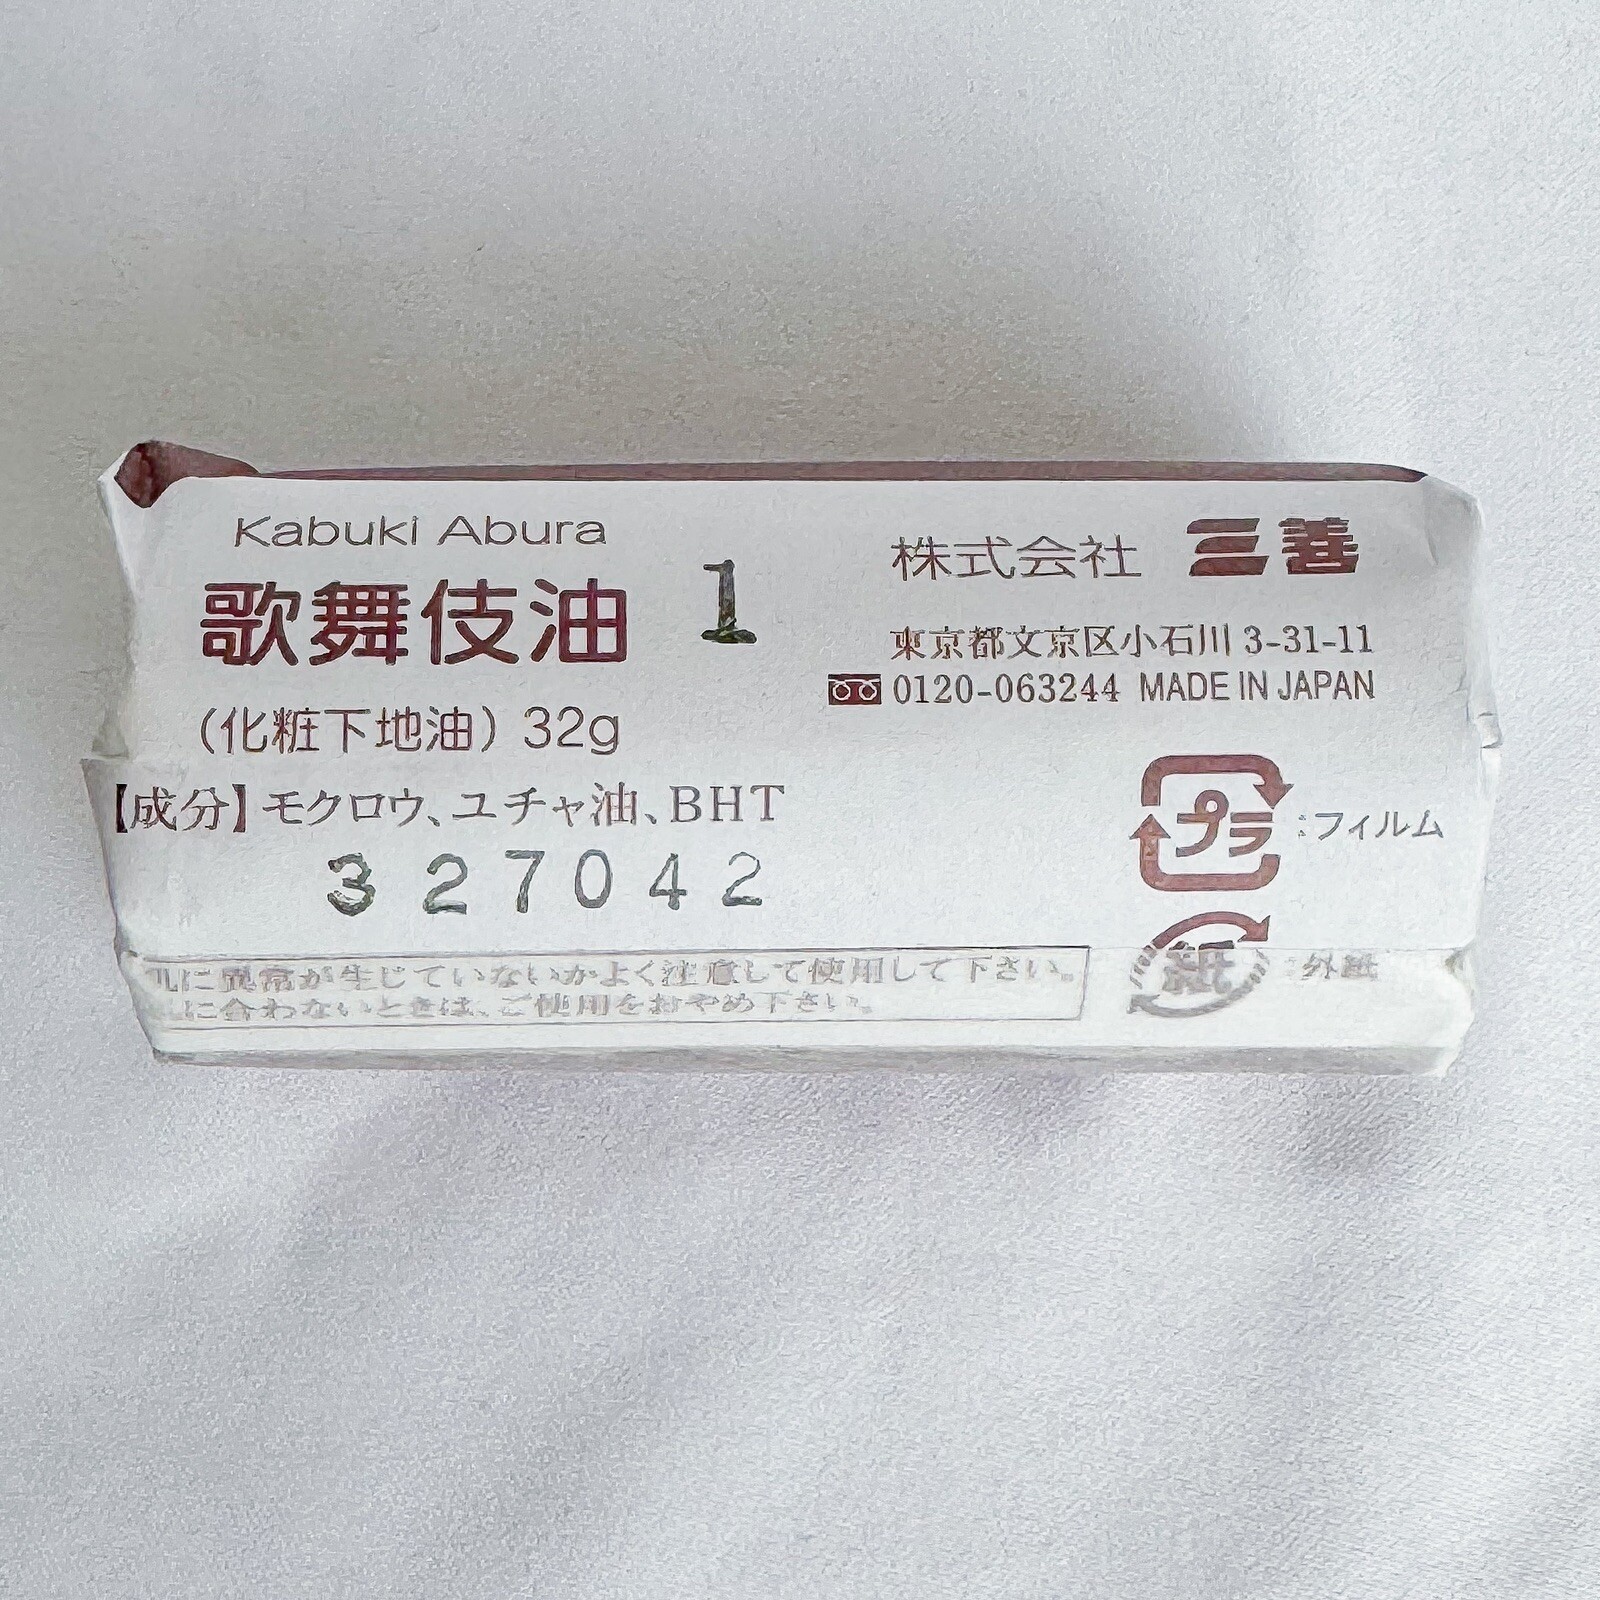 Kabuki Abura
歌舞伎油 1
(化粧下地油) 32g
【成分】モクロウ、ユチャ油、BHT
327042
株式会社 三善
東京都文京区小石川 3-31-11
0120-063244 MADE IN JAPAN
プラ :フィルム
紙 :外紙
に異常が生じていないかよく注意して使用して下さい。
に合わないときは、ご使用をおやめ下さい。